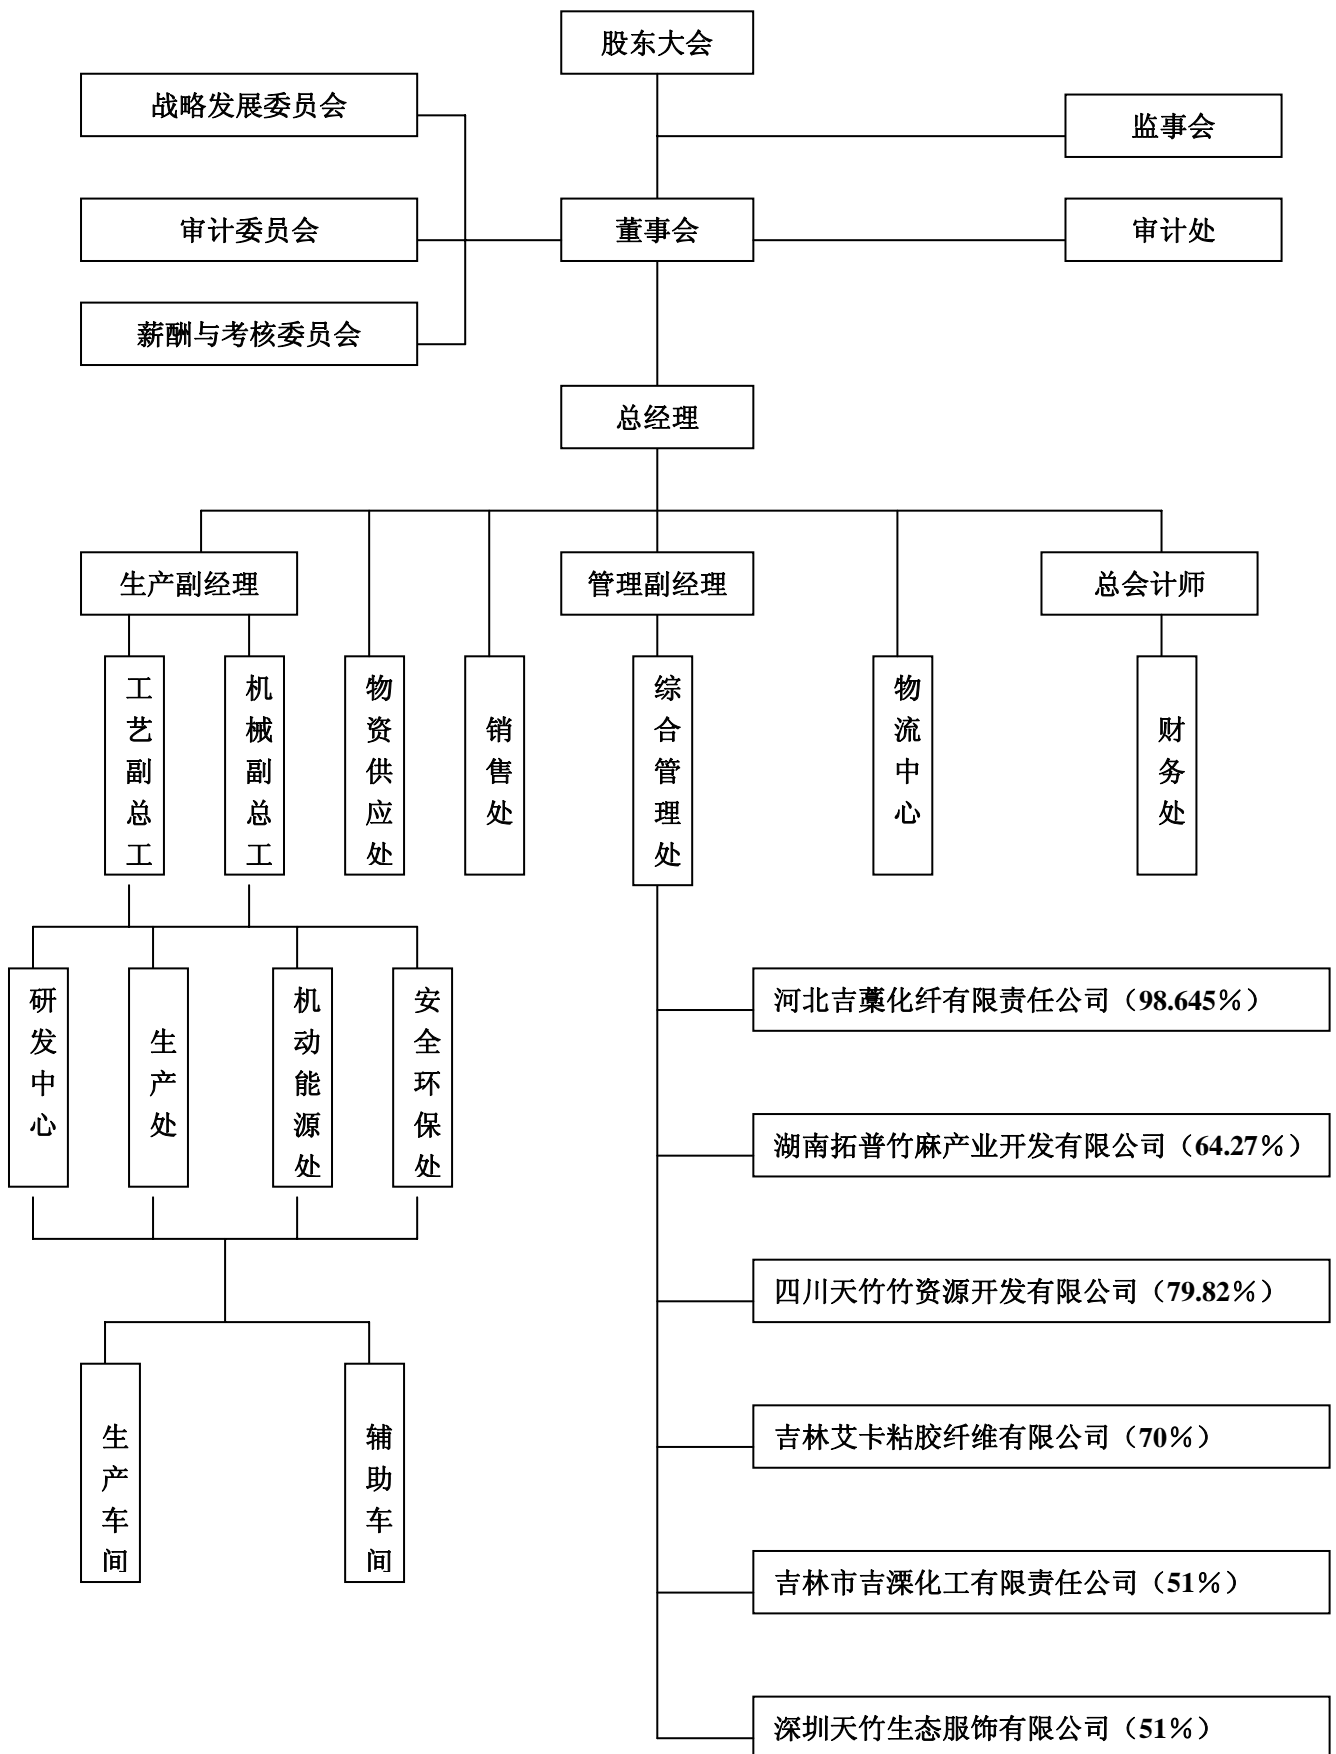 股东大会
战略发展委员会
监事会
审计委员会
董事会
审计处
薪酬与考核委员会
总经理
生产副经理
管理副经理
总会计师
工艺副总工
机械副总工
物资供应处
销售处
综合管理处
物流中心
财务处
研发中心
生产处
机动能源处
安全环保处
河北吉藁化纤有限责任公司（98.645％）
湖南拓普竹麻产业开发有限公司（64.27％）
四川天竹竹资源开发有限公司（79.82％）
吉林艾卡粘胶纤维有限公司（70％）
生产车间
辅助车间
吉林市吉溧化工有限责任公司（51％）
深圳天竹生态服饰有限公司（51％）